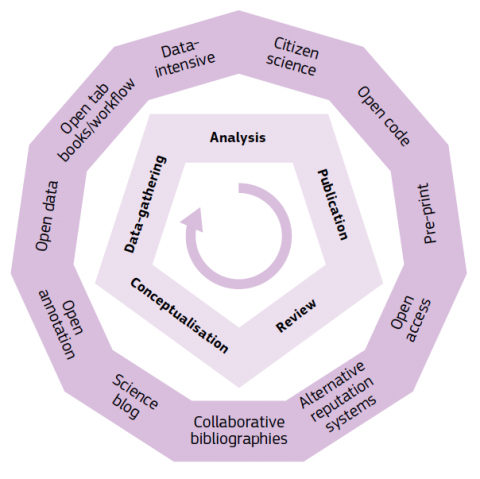 Data-
intensive
Citizen
science
Open code
Pre-print
Open
access
Alternative
reputation
systems
Collaborative
bibliographies
Science
blog
Open
annotation
Open data
Open tab
books/workflow
Analysis
Publication
Review
Conceptualisation
Data-gathering